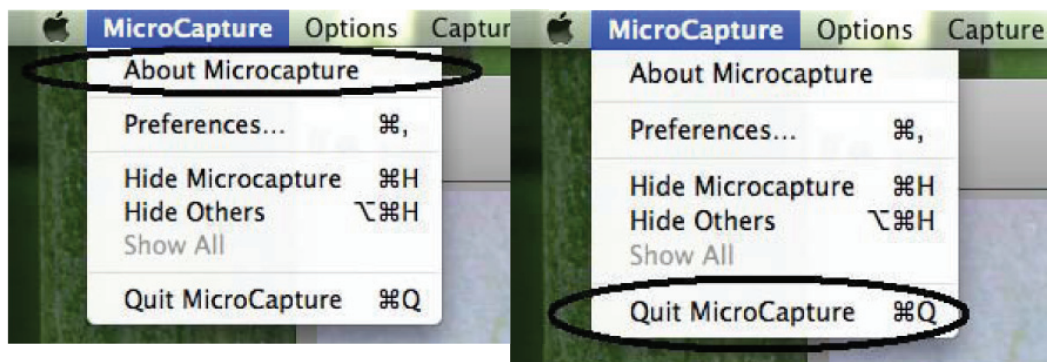 MicroCapture Options Captur
About Microcapture
Preferences... ⌘,
Hide Microcapture ⌘H
Hide Others ⌥⌘H
Show All
Quit MicroCapture ⌘Q
MicroCapture Options Capture
About Microcapture
Preferences... ⌘,
Hide Microcapture ⌘H
Hide Others ⌥⌘H
Show All
Quit MicroCapture ⌘Q